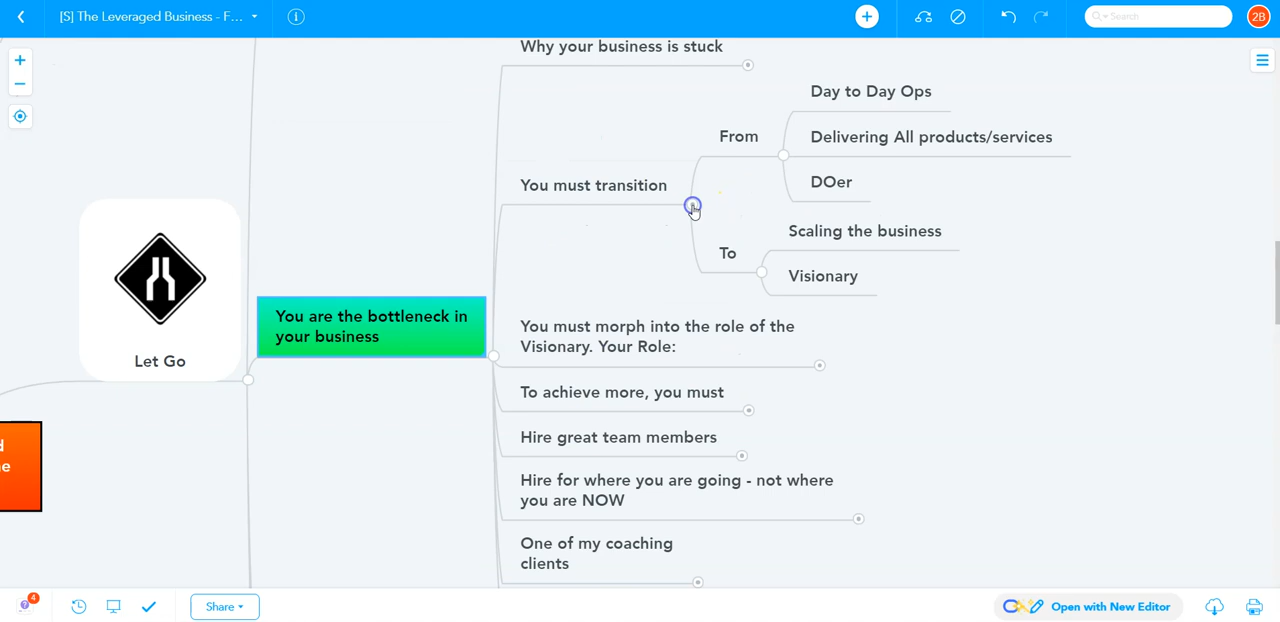 [S] The Leveraged Business - F...
Search
2B
Why your business is stuck
Day to Day Ops
From
Delivering All products/services
You must transition
DOer
Scaling the business
To
Visionary
You are the bottleneck in
your business
You must morph into the role of the
Visionary. Your Role:
Let Go
To achieve more, you must
Hire great team members
d
e
Hire for where you are going - not where
you are NOW
One of my coaching
clients
4
Share
Open with New Editor